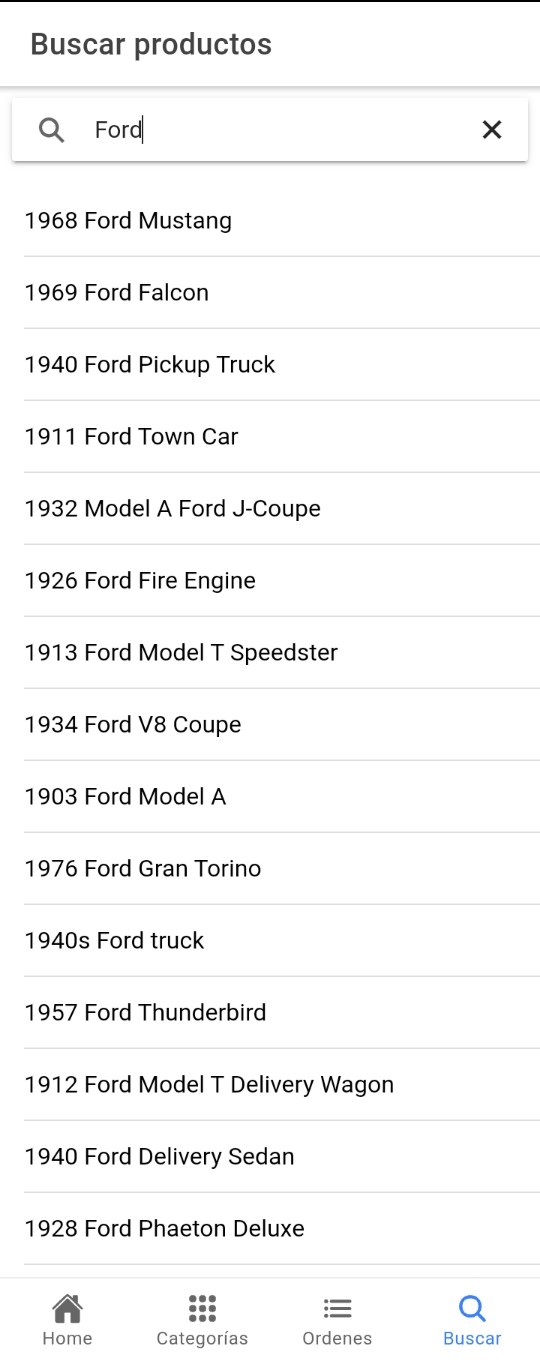 Buscar productos
Ford
1968 Ford Mustang
1969 Ford Falcon
1940 Ford Pickup Truck
1911 Ford Town Car
1932 Model A Ford J-Coupe
1926 Ford Fire Engine
1913 Ford Model T Speedster
1934 Ford V8 Coupe
1903 Ford Model A
1976 Ford Gran Torino
1940s Ford truck
1957 Ford Thunderbird
1912 Ford Model T Delivery Wagon
1940 Ford Delivery Sedan
1928 Ford Phaeton Deluxe
Home Categorías Ordenes Buscar